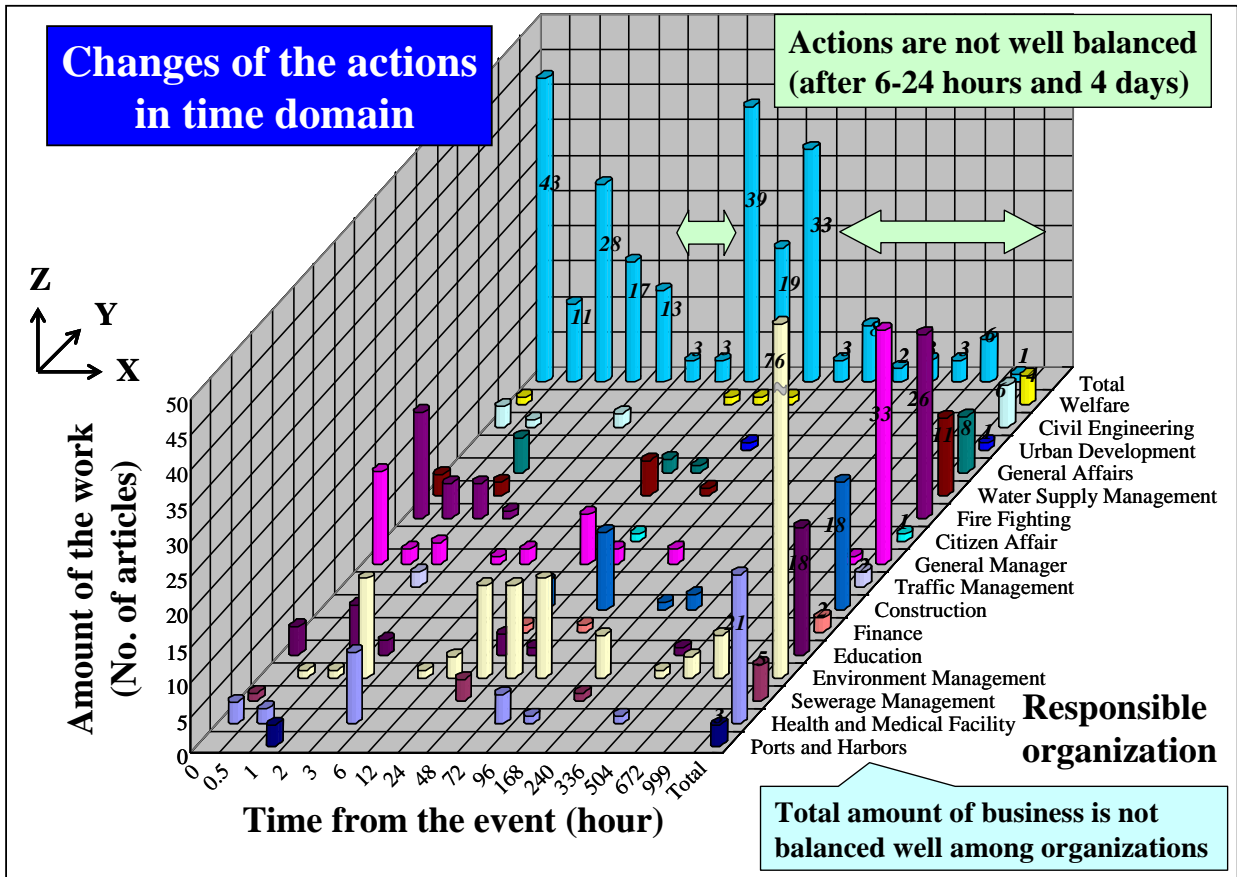 Changes of the actions
in time domain
Actions are not well balanced
(after 6-24 hours and 4 days)
Z
Y
X
43
11
28
17
13
3
3
39
19
33
3
8
2
3
3
6
1
4
6
1
8
11
26
1
33
2
18
2
18
76
5
21
3
50
45
40
35
30
25
20
15
10
5
0
Amount of the work
(No. of articles)
0
0.5
1
2
3
6
12
24
48
72
96
168
240
336
504
672
999
Total
Time from the event (hour)
Total
Welfare
Civil Engineering
Urban Development
General Affairs
Water Supply Management
Fire Fighting
Citizen Affair
General Manager
Traffic Management
Construction
Finance
Education
Environment Management
Sewerage Management
Health and Medical Facility
Ports and Harbors
Responsible
organization
Total amount of business is not
balanced well among organizations